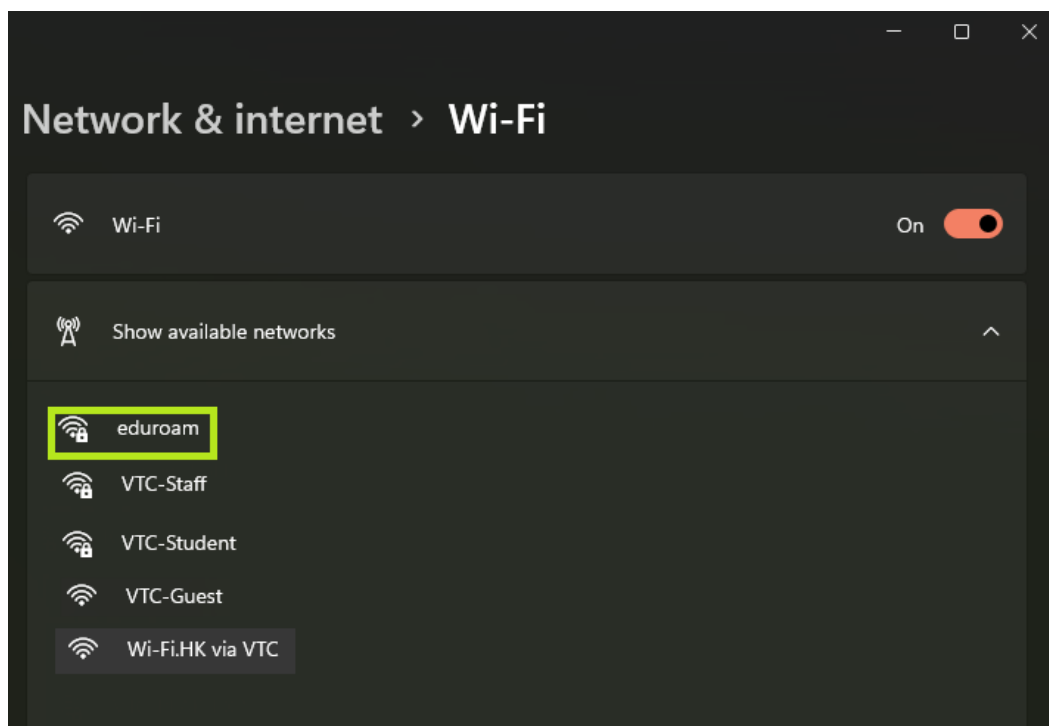 Network & internet > Wi-Fi
Wi-Fi On
Show available networks
eduroam
VTC-Staff
VTC-Student
VTC-Guest
Wi-Fi.HK via VTC